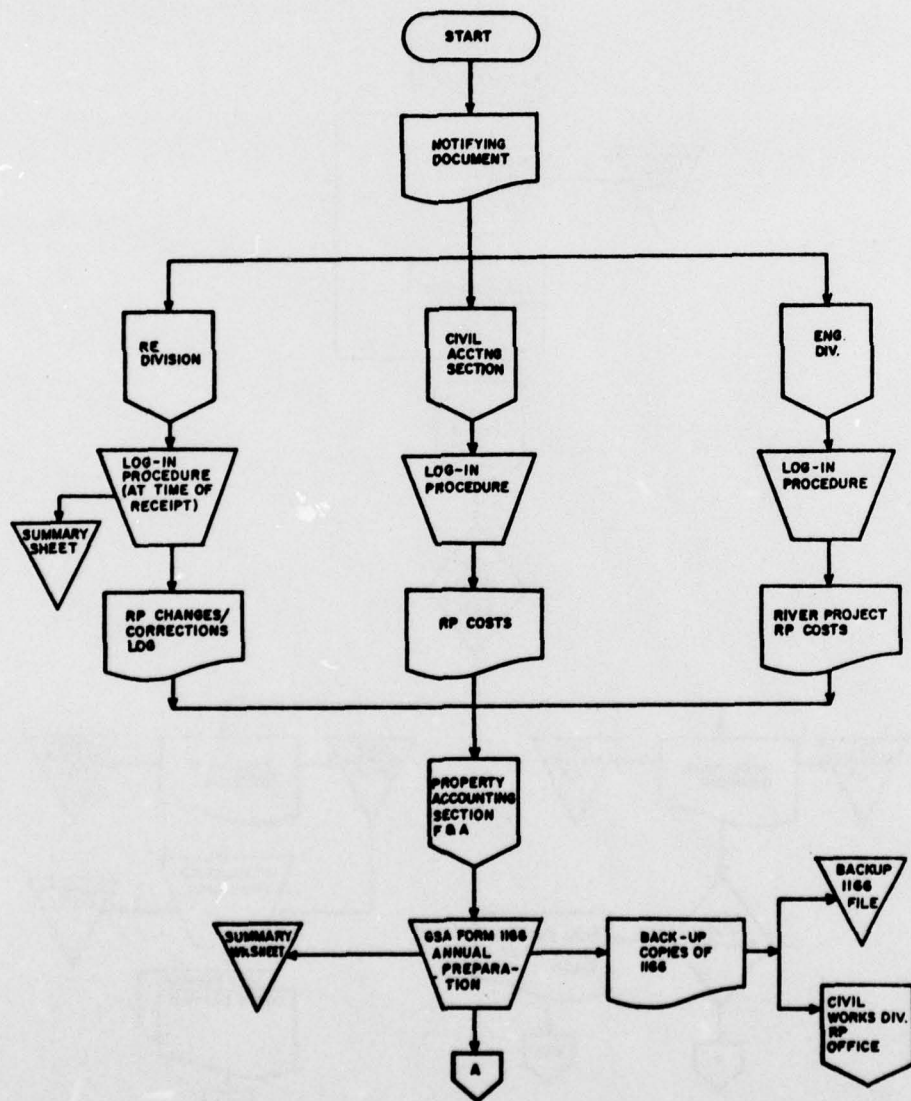 START
NOTIFYING
DOCUMENT
RE
DIVISION
CIVIL
ACCTNG
SECTION
ENG.
DIV.
LOG-IN
PROCEDURE
(AT TIME OF
RECEIPT)
LOG-IN
PROCEDURE
LOG-IN
PROCEDURE
SUMMARY
SHEET
RP CHANGES/
CORRECTIONS
LOG
RP COSTS
RIVER PROJECT
RP COSTS
PROPERTY
ACCOUNTING
SECTION
F & A
SUMMARY
WRKSHEET
GSA FORM 1166
ANNUAL
PREPARA-
TION
BACK-UP
COPIES OF
1166
BACKUP
1166
FILE
CIVIL
WORKS DIV.
RP
OFFICE
A